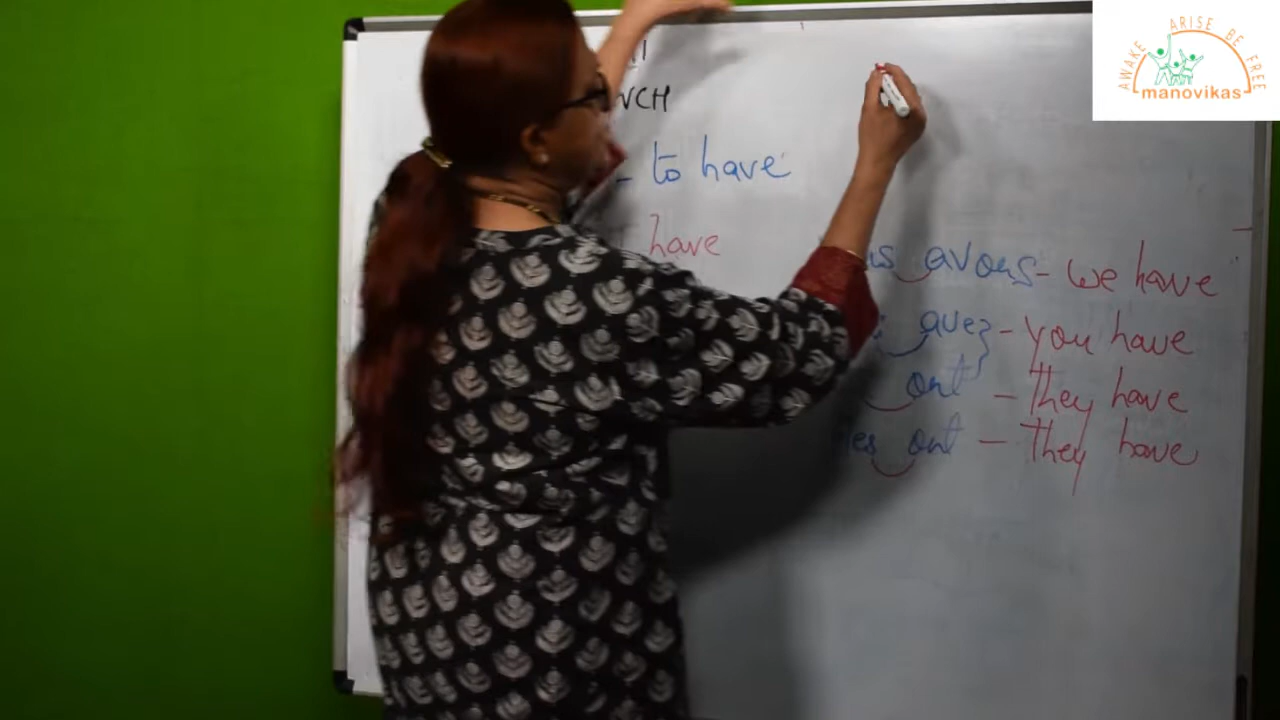 AWAKE ARISE BE FREE
manovikas
- to have
have
avons - we have
avez - you have
ont - They have
ont - They have